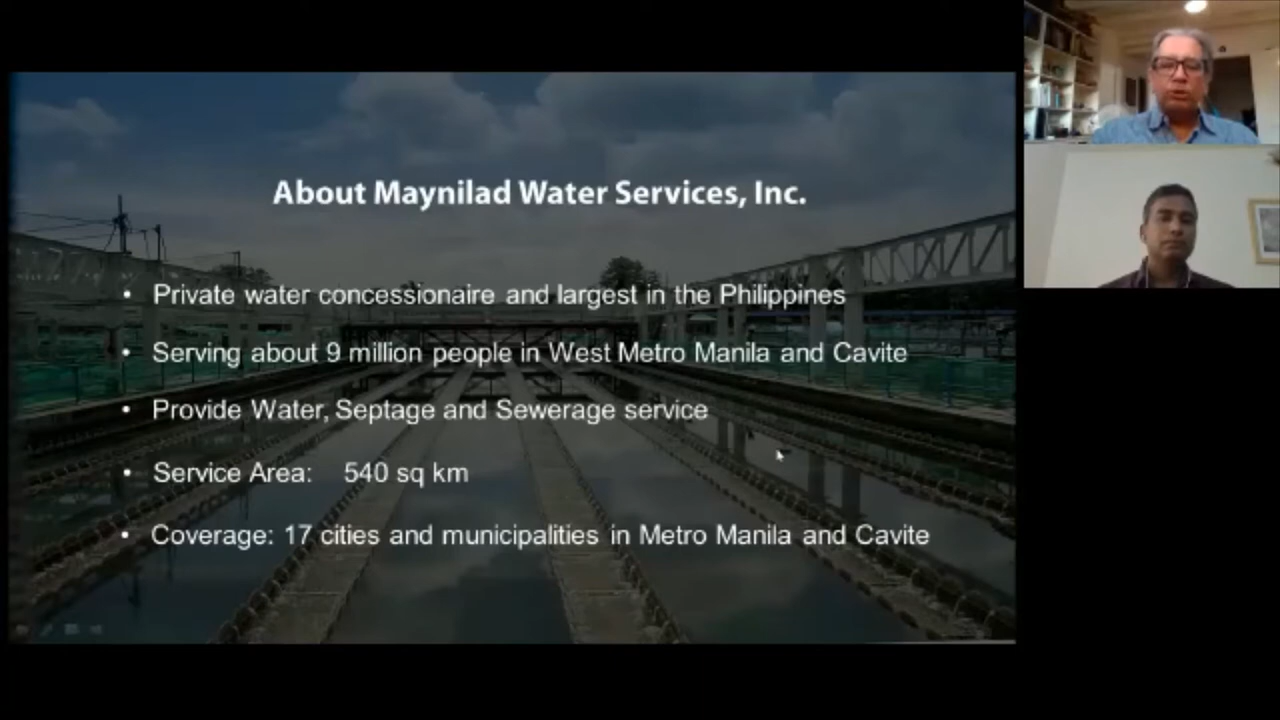 About Maynilad Water Services, Inc.
• Private water concessionaire and largest in the Philippines
• Serving about 9 million people in West Metro Manila and Cavite
• Provide Water, Septage and Sewerage service
• Service Area: 540 sq km
• Coverage: 17 cities and municipalities in Metro Manila and Cavite